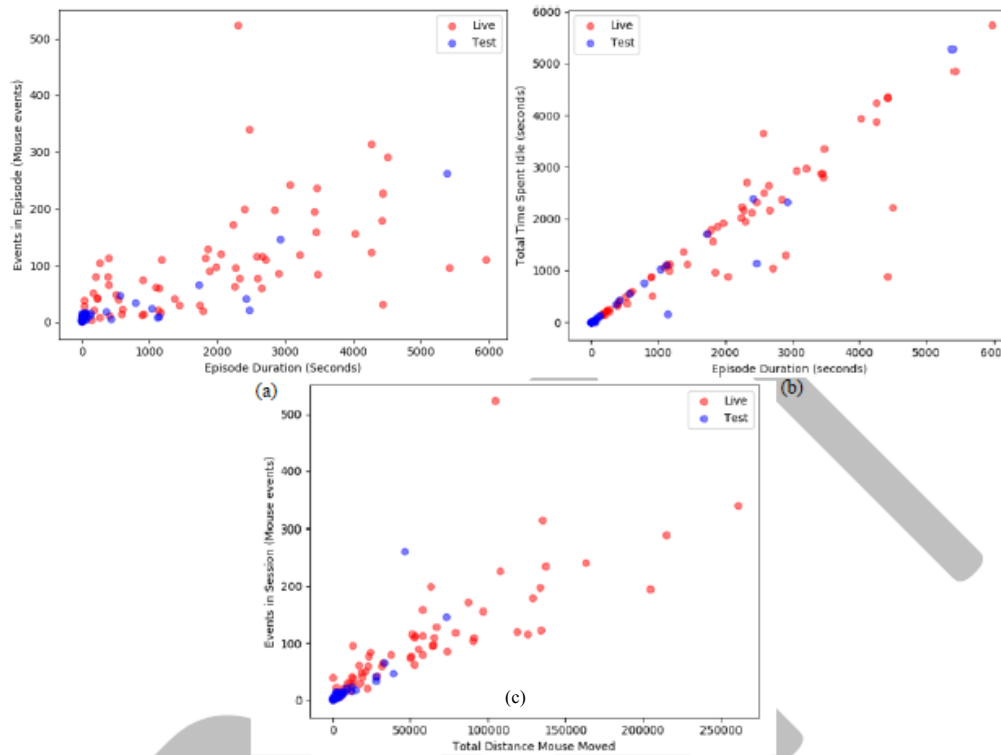 500
400
300
200
100
0
Events in Episode (Mouse events)
Live
Test
0 1000 2000 3000 4000 5000 6000
Episode Duration (Seconds)
(a)
6000
5000
4000
3000
2000
1000
0
Total Time Spent Idle (seconds)
Live
Test
0 1000 2000 3000 4000 5000 600
Episode Duration (seconds)
(b)
500
400
300
200
100
0
Events in Session (Mouse events)
Live
Test
(c)
0 50000 100000 150000 200000 250000
Total Distance Mouse Moved